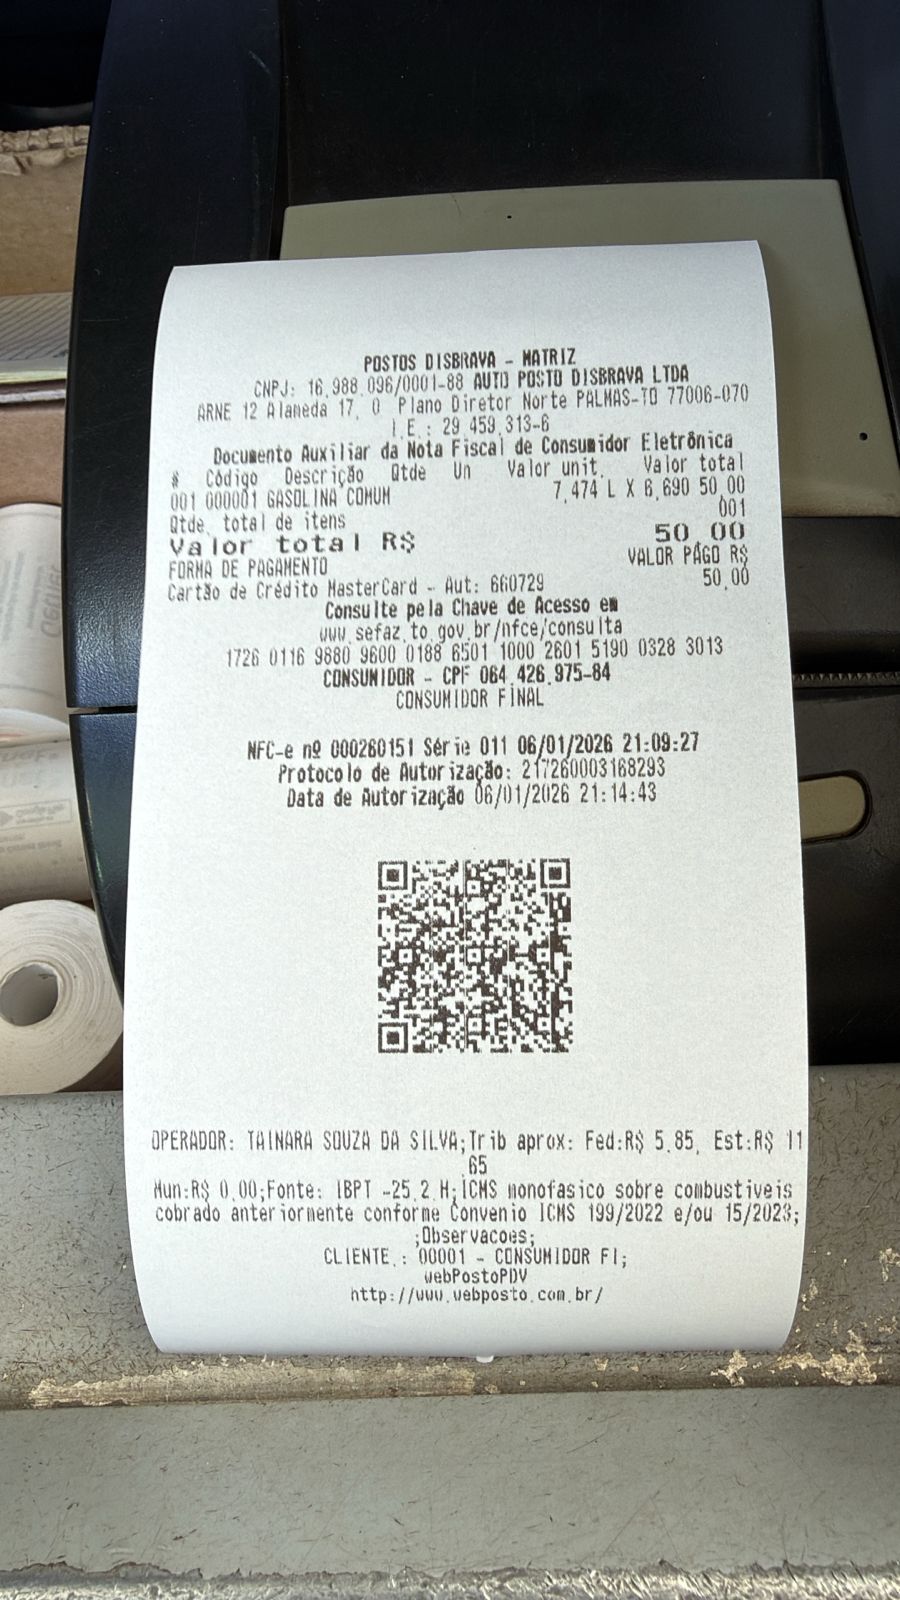 POSTOS DISBRAVA - MATRIZ
CNPJ: 16.988.096/0001-88 AUTO POSTO DISBRAVA LTDA
ARNE 12 Alameda 17, 0 Plano Diretor Norte PALMAS-TO 77006-070
I.E.: 29.459.313-6
Documento Auxiliar da Nota Fiscal de Consumidor Eletrônica
# Código Descrição Qtde Un Valor unit. Valor total
001 000001 GASOLINA COMUM 7,474 L X 6,690 50,00
Qtde. total de itens 001
Valor total R$ 50,00
FORMA DE PAGAMENTO VALOR PAGO R$
Cartão de Crédito MasterCard - Aut: 660729 50,00
Consulte pela Chave de Acesso em
www.sefaz.to.gov.br/nfce/consulta
1726 0116 9880 9600 0188 6501 1000 2601 5190 0328 3013
CONSUMIDOR - CPF 064.426.975-84
CONSUMIDOR FINAL
NFC-e nº 000260151 Série 011 06/01/2026 21:09:27
Protocolo de Autorização: 217260003168293
Data de Autorização 06/01/2026 21:14:43
OPERADOR: TAINARA SOUZA DA SILVA;Trib aprox: Fed:R$ 5,85, Est:R$ 11
,65
Mun:R$ 0,00;Fonte: IBPT -25.2.H;ICMS monofasico sobre combustiveis
cobrado anteriormente conforme Convenio ICMS 199/2022 e/ou 15/2023;
;Observacoes;
CLIENTE.: 00001 - CONSUMIDOR FI;
webPostoPDV
http://www.webposto.com.br/